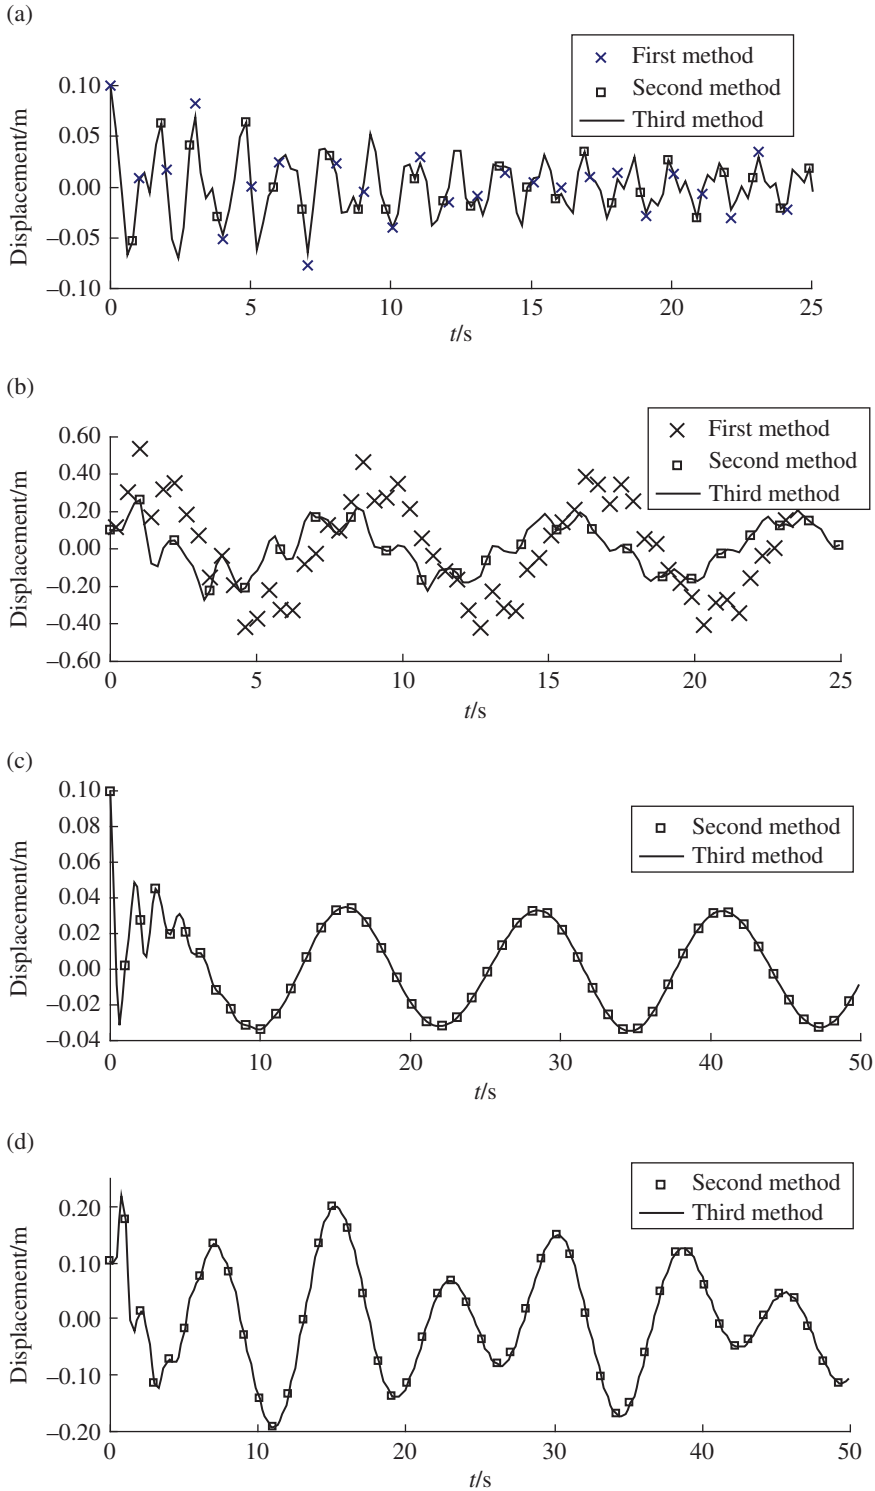 (a)
First method
Second method
Third method
0.10
0.05
0.00
–0.05
–0.10
Displacement/m
0 5 10 15 20 25
t/s
(b)
First method
Second method
Third method
0.60
0.40
0.20
0.00
–0.20
–0.40
–0.60
Displacement/m
0 5 10 15 20 25
t/s
(c)
Second method
Third method
0.10
0.08
0.06
0.04
0.02
0.00
–0.02
–0.04
Displacement/m
0 10 20 30 40 50
t/s
(d)
Second method
Third method
0.20
0.10
0.00
–0.10
–0.20
Displacement/m
0 10 20 30 40 50
t/s